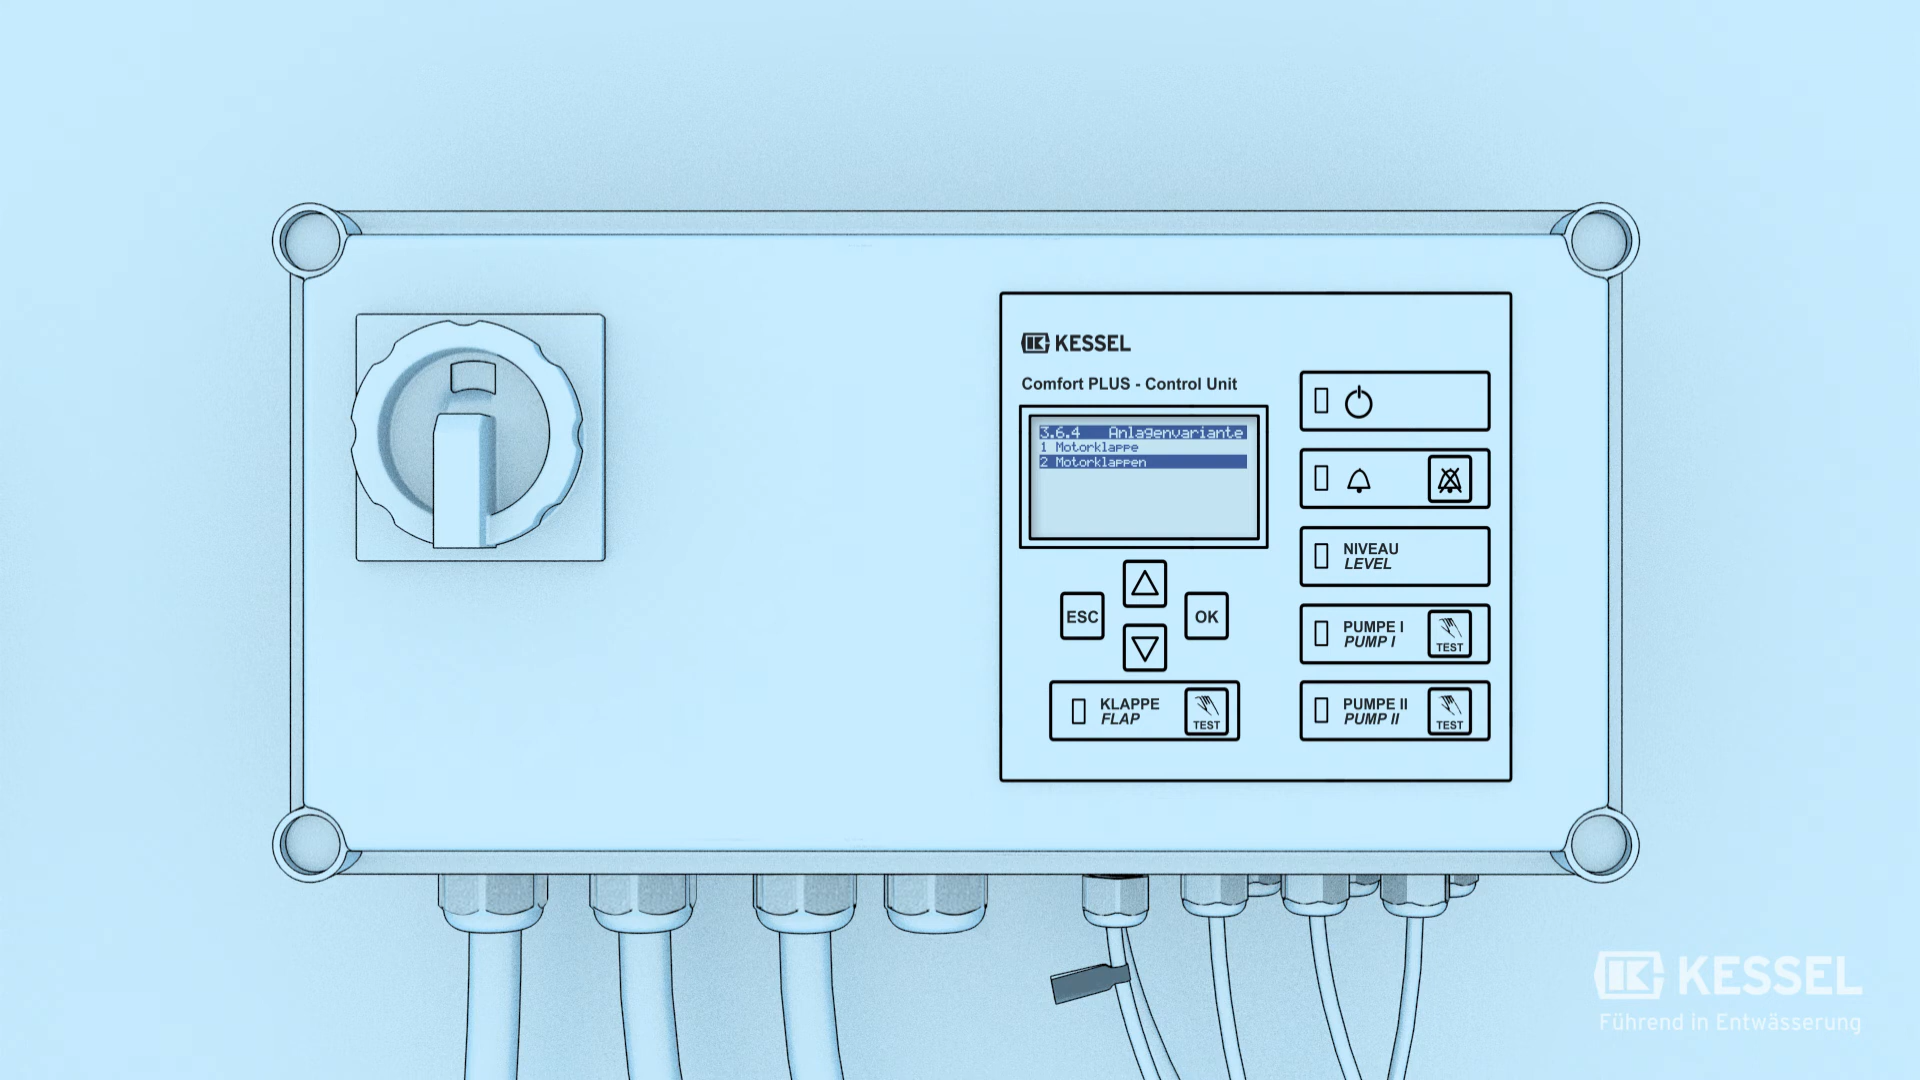 KESSEL
Comfort PLUS - Control Unit
3.6.4 Anlagenvariante
1 Motorklappe
2 Motorklappen
ESC
OK
KLAPPE
FLAP
TEST
NIVEAU
LEVEL
PUMPE I
PUMP I
TEST
PUMPE II
PUMP II
TEST
KESSEL
Führend in Entwässerung